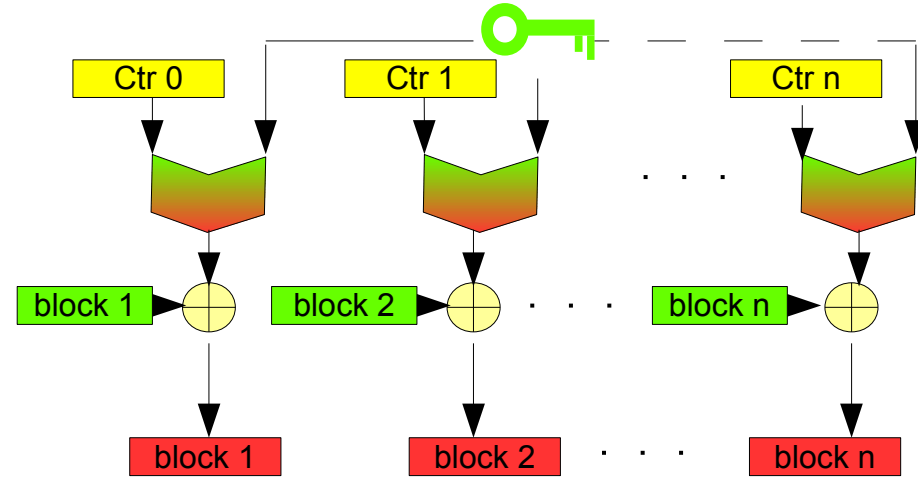 Ctr 0
Ctr 1
Ctr n
. . .
block 1
block 2
. . .
block n
block 1
block 2
. . .
block n